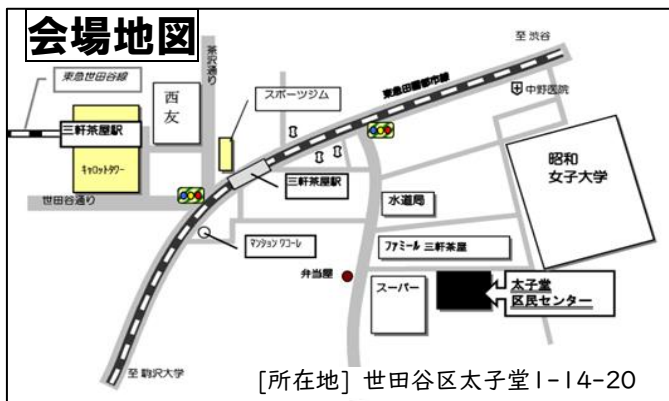 会場地図
至 渋谷
茶沢通り
東急世田谷線
東急田園都市線
中野医院
西友
スポーツジム
三軒茶屋駅
キャロットタワー
昭和
女子大学
三軒茶屋駅
水道局
世田谷通り
マンション ワコーレ
ファミール 三軒茶屋
弁当屋
スーパー
太子堂
区民センター
至 駒沢大学
[所在地] 世田谷区太子堂1-14-20